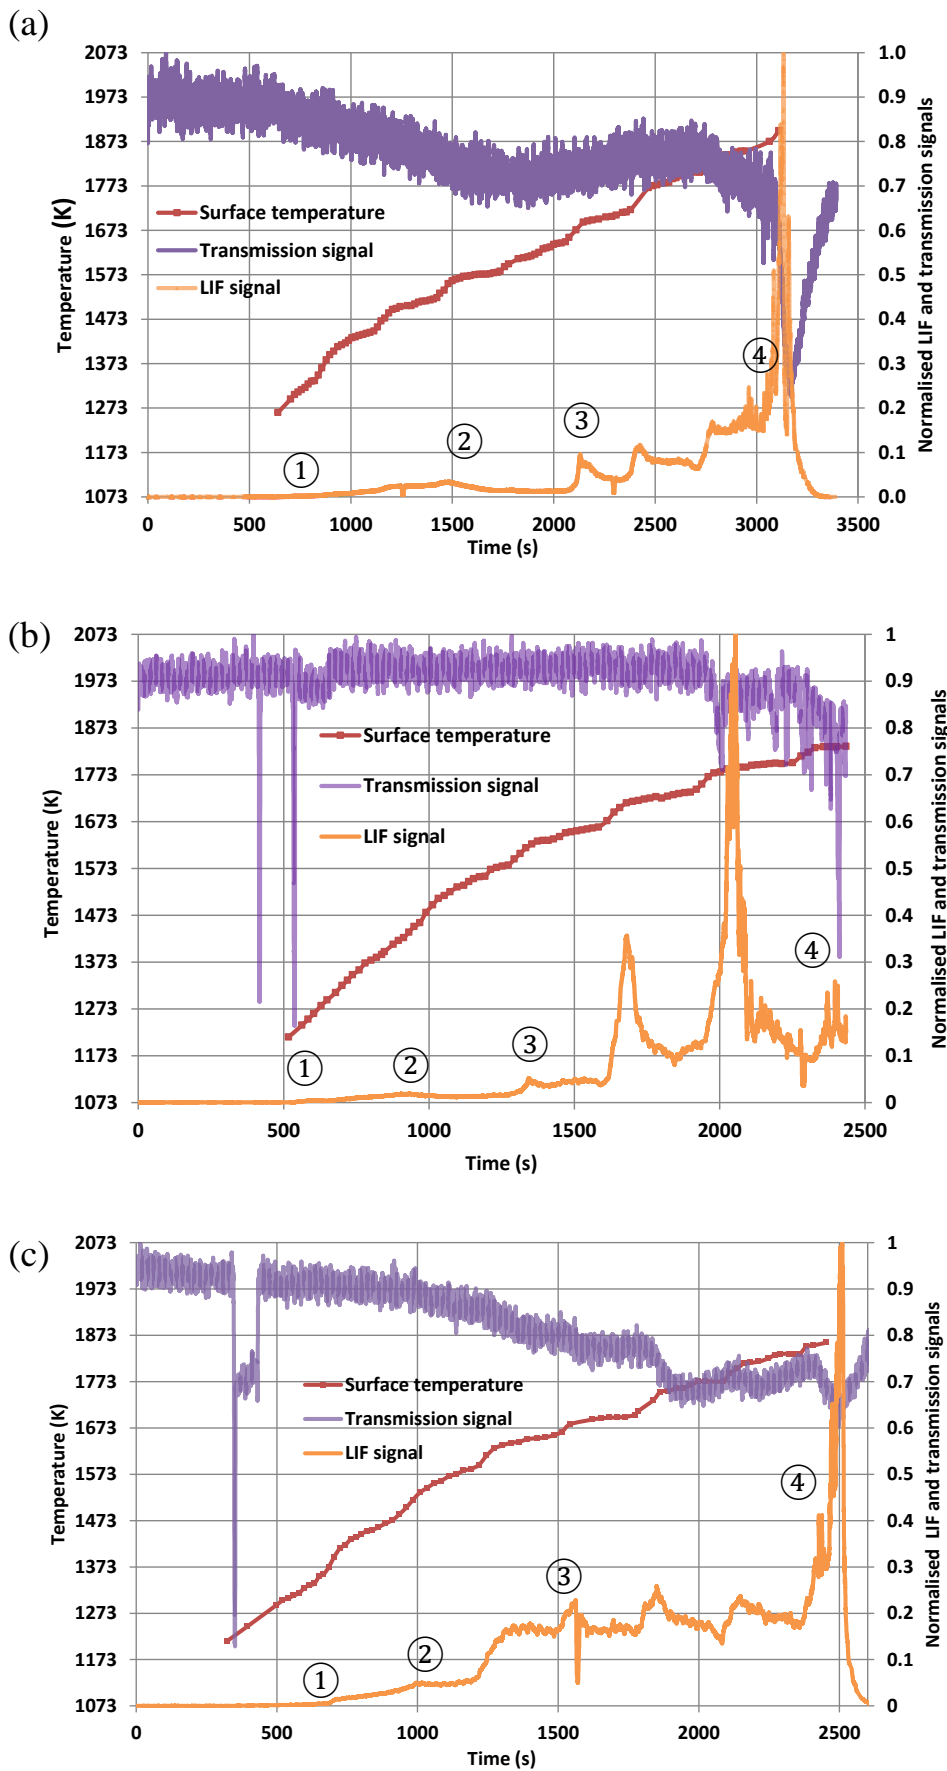 (a)
2073
1973
1873
1773
1673
1573
1473
1373
1273
1173
1073
Temperature (K)
Surface temperature
Transmission signal
LIF signal
① ② ③ ④
1.0
0.9
0.8
0.7
0.6
0.5
0.4
0.3
0.2
0.1
0.0
Normalised LIF and transmission signals
0 500 1000 1500 2000 2500 3000 3500
Time (s)
(b)
2073
1973
1873
1773
1673
1573
1473
1373
1273
1173
1073
Temperature (K)
Surface temperature
Transmission signal
LIF signal
① ② ③ ④
1
0.9
0.8
0.7
0.6
0.5
0.4
0.3
0.2
0.1
0
Normalised LIF and transmission signals
0 500 1000 1500 2000 2500
Time (s)
(c)
2073
1973
1873
1773
1673
1573
1473
1373
1273
1173
1073
Temperature (K)
Surface temperature
Transmission signal
LIF signal
① ② ③ ④
1
0.9
0.8
0.7
0.6
0.5
0.4
0.3
0.2
0.1
0
Normalised LIF and transmission signals
0 500 1000 1500 2000 2500
Time (s)